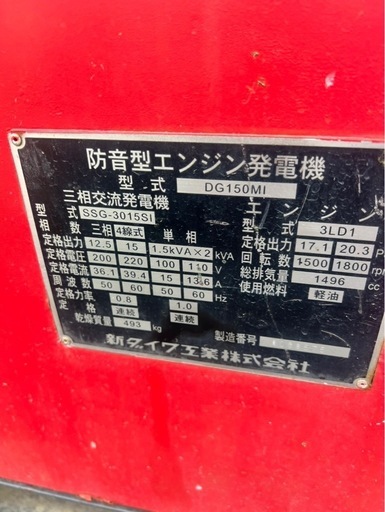 防音型エンジン発電機
型式 DG150MI
三相交流発電機 エンジン
型式 SSG-3015SI 型式 3LD1
相数 三相4線式 単相 定格出力 17.1 20.3 P
定格出力 12.5 15 1.5kVA×2 kVA 回転数 1500 1800 rpm
定格電圧 200 220 100 110 V 総排気量 1496 cc
定格電流 36.1 39.4 15 13.6 A 使用燃料 軽油
周波数 50 60 50 60 Hz
定格力率 0.8 1.0
定格 連続 連続
乾燥質量 493 kg 製造番号
新ダイワ工業株式会社